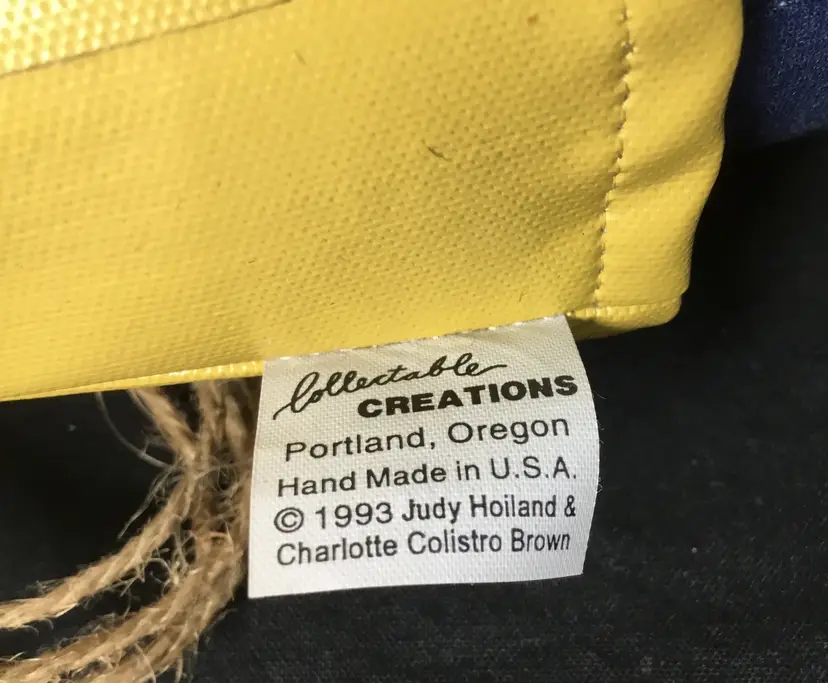 Collectable
CREATIONS
Portland, Oregon
Hand Made in U.S.A.
© 1993 Judy Hoiland &
Charlotte Colistro Brown